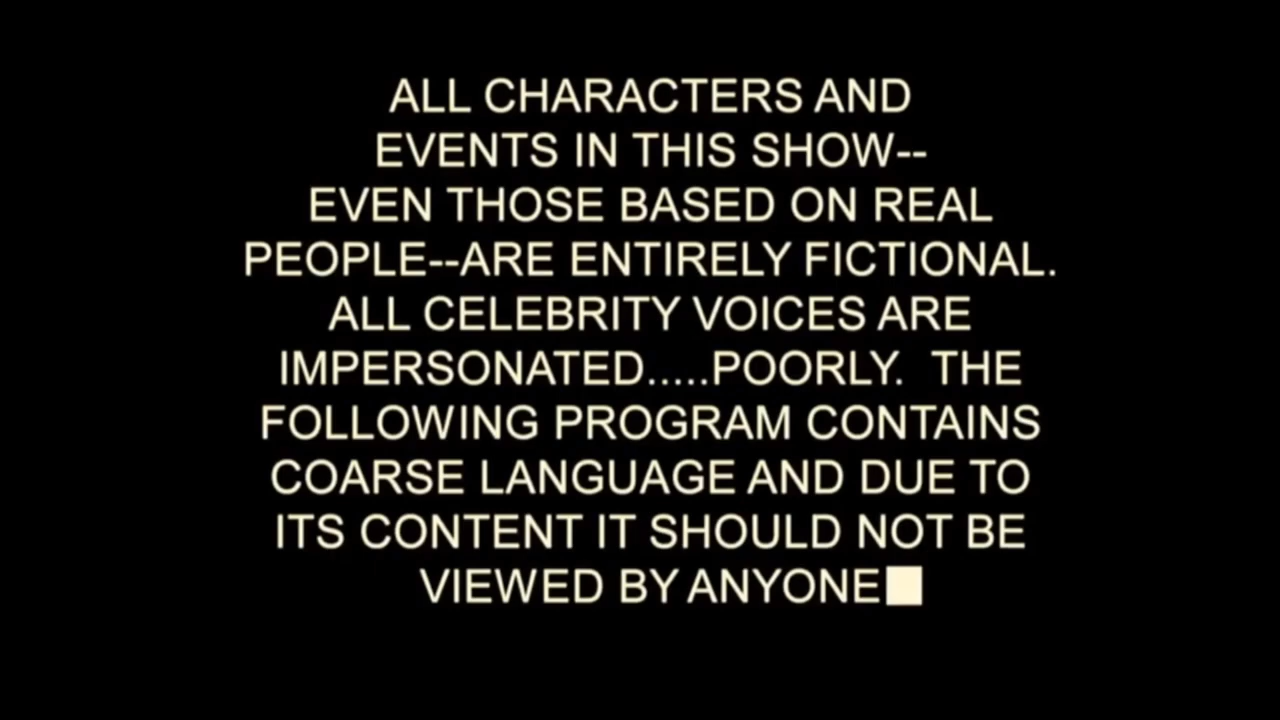 ALL CHARACTERS AND
EVENTS IN THIS SHOW--
EVEN THOSE BASED ON REAL
PEOPLE--ARE ENTIRELY FICTIONAL.
ALL CELEBRITY VOICES ARE
IMPERSONATED.....POORLY.  THE
FOLLOWING PROGRAM CONTAINS
COARSE LANGUAGE AND DUE TO
ITS CONTENT IT SHOULD NOT BE
VIEWED BY ANYONE